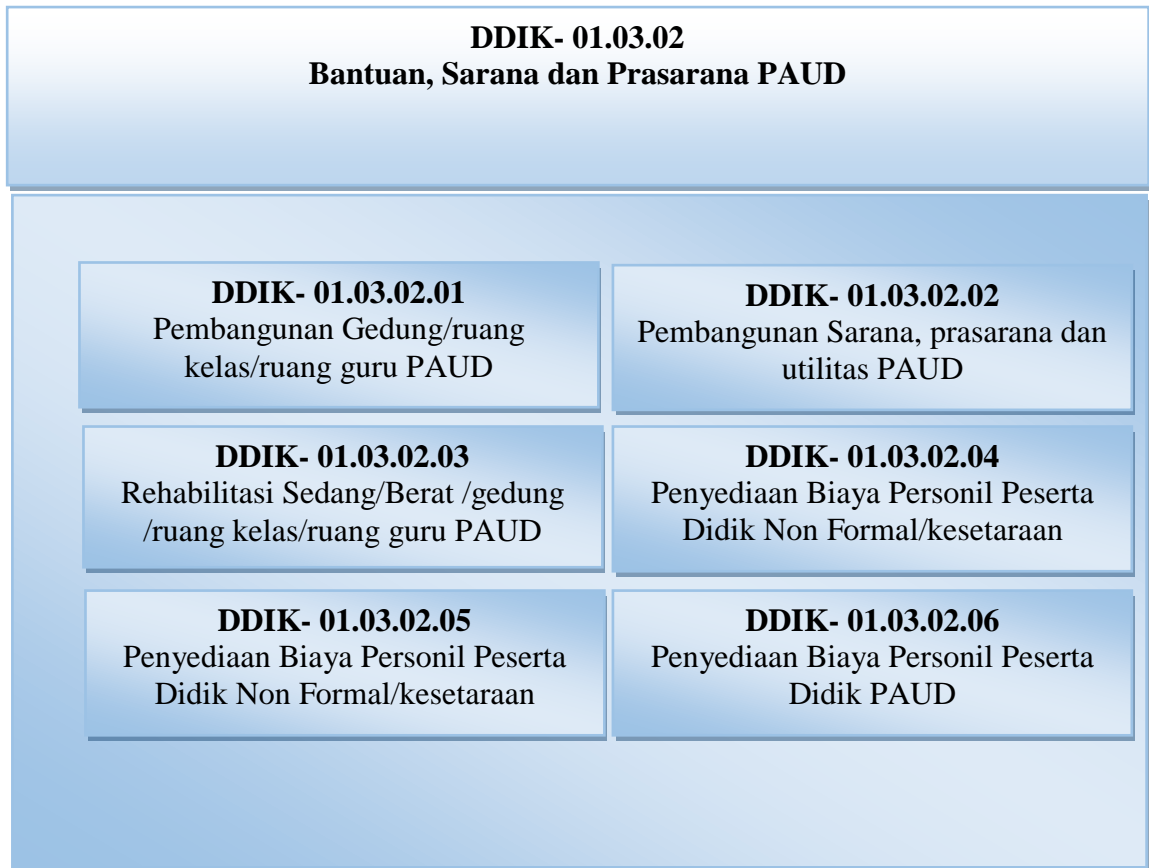 DDIK- 01.03.02
Bantuan, Sarana dan Prasarana PAUD
DDIK- 01.03.02.01
Pembangunan Gedung/ruang
kelas/ruang guru PAUD
DDIK- 01.03.02.02
Pembangunan Sarana, prasarana dan
utilitas PAUD
DDIK- 01.03.02.03
Rehabilitasi Sedang/Berat /gedung
/ruang kelas/ruang guru PAUD
DDIK- 01.03.02.04
Penyediaan Biaya Personil Peserta
Didik Non Formal/kesetaraan
DDIK- 01.03.02.05
Penyediaan Biaya Personil Peserta
Didik Non Formal/kesetaraan
DDIK- 01.03.02.06
Penyediaan Biaya Personil Peserta
Didik PAUD